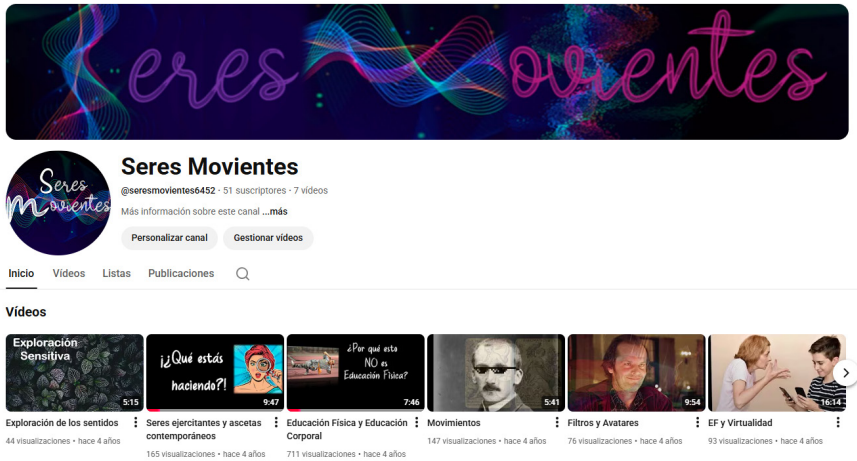 Seres Movientes
Seres
Movientes
Seres Movientes
@seresmovientes6452 · 51 suscriptores · 7 vídeos
Más información sobre este canal ...más
Personalizar canal Gestionar vídeos
Inicio Vídeos Listas Publicaciones
Vídeos
Exploración
Sensitiva
5:15
¡¿Qué estás
haciendo?!
9:47
¿Por qué esto
NO es
Educación Física?
7:46
5:41
9:54
16:14
Exploración de los sentidos
44 visualizaciones • hace 4 años
Seres ejercitantes y ascetas
contemporáneos
165 visualizaciones • hace 4 años
Educación Física y Educación
Corporal
711 visualizaciones • hace 4 años
Movimientos
147 visualizaciones • hace 4 años
Filtros y Avatares
76 visualizaciones • hace 4 años
EF y Virtualidad
93 visualizaciones • hace 4 años